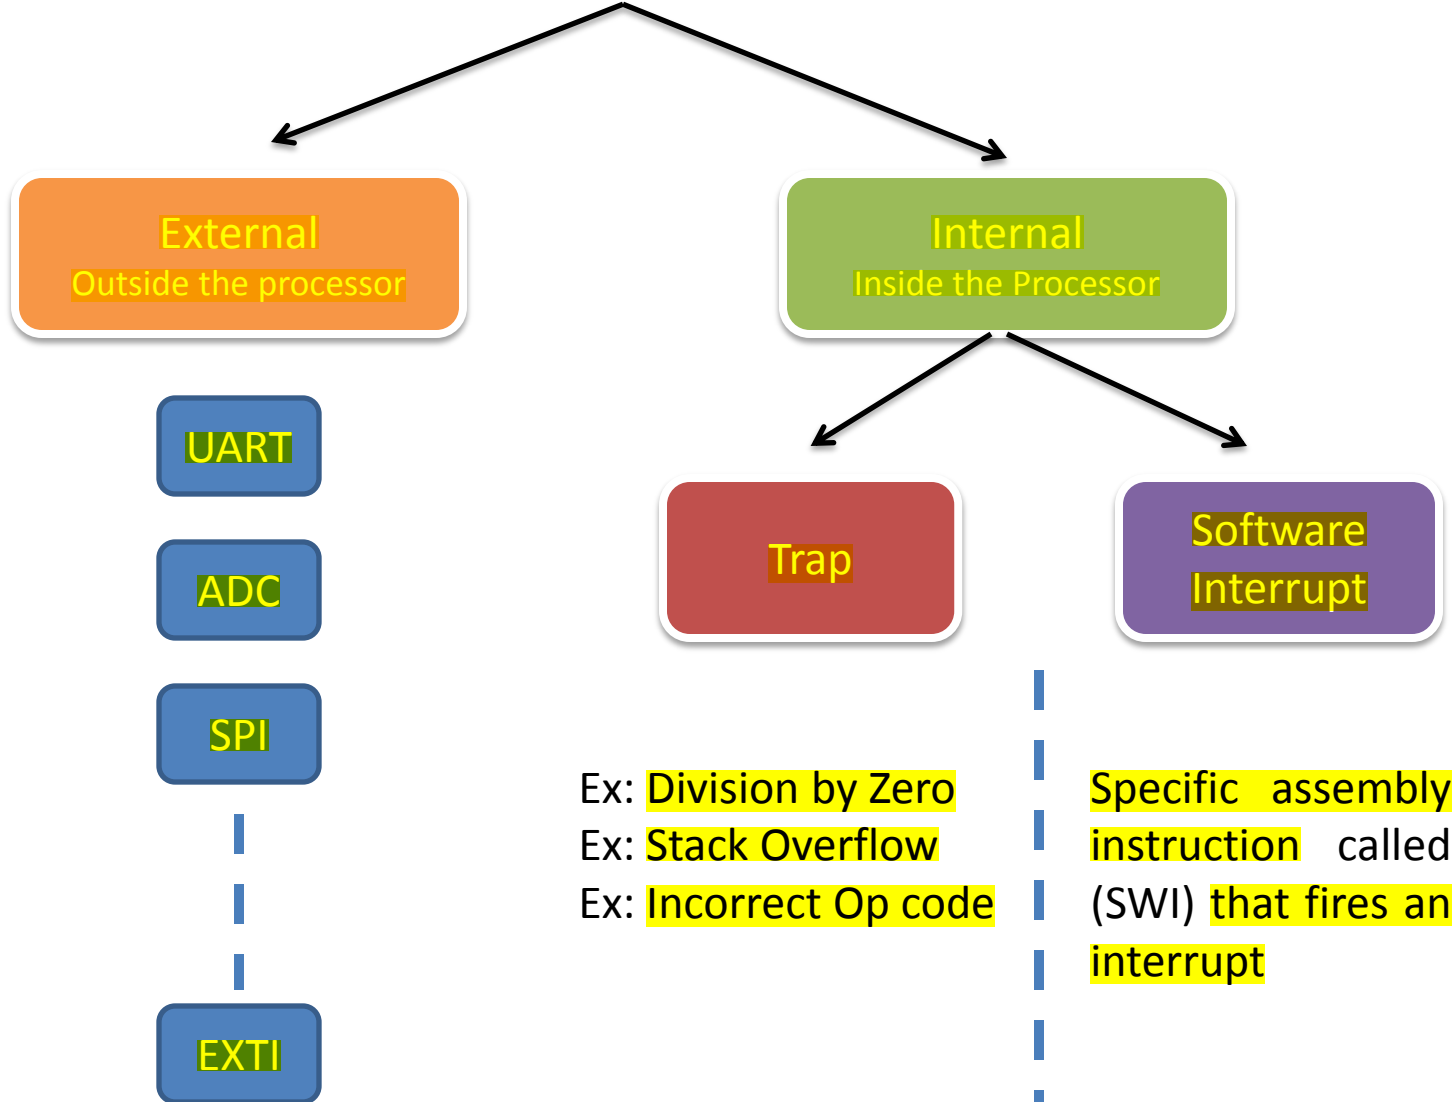 External
Outside the processor
Internal
Inside the Processor
UART
ADC
SPI
EXTI
Trap
Software
Interrupt
Ex: Division by Zero
Ex: Stack Overflow
Ex: Incorrect Op code
Specific assembly
instruction called
(SWI) that fires an
interrupt